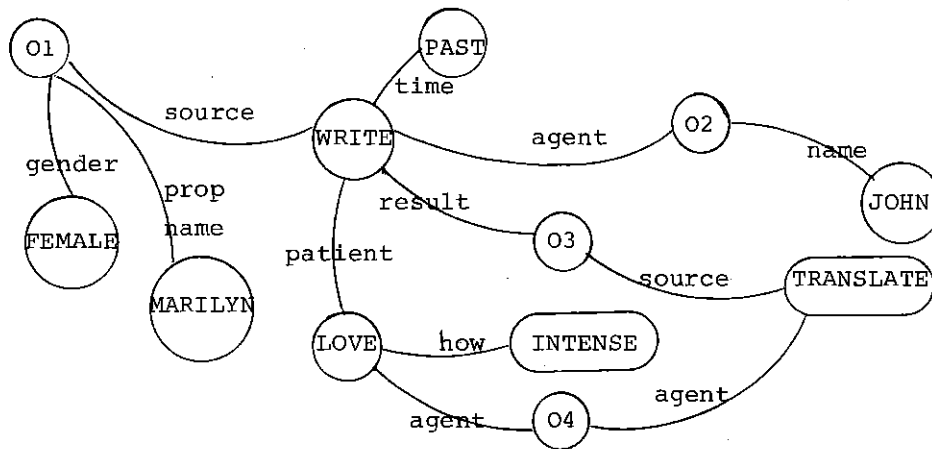 O1
PAST
time
source
WRITE
agent
O2
name
gender
prop
name
result
JOHN
FEMALE
patient
O3
source
TRANSLATE
MARILYN
LOVE
how
INTENSE
agent
O4
agent